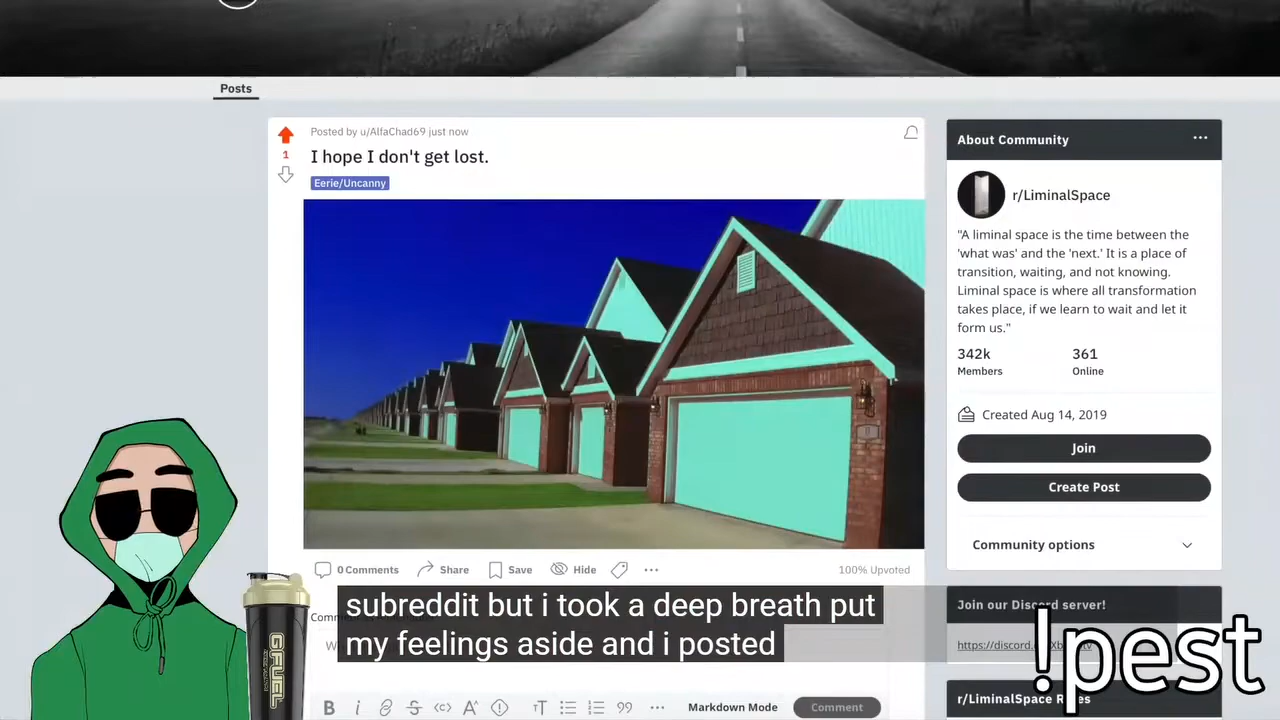 Posts
Posted by u/AlfaChad69 just now
1
I hope I don't get lost.
Eerie/Uncanny
0 Comments
Share
Save
Hide
100% Upvoted
subreddit but i took a deep breath put
my feelings aside and i posted
B i
Markdown Mode
Comment
About Community
r/LiminalSpace
"A liminal space is the time between the
'what was' and the 'next.' It is a place of
transition, waiting, and not knowing.
Liminal space is where all transformation
takes place, if we learn to wait and let it
form us."
342k
361
Members
Online
Created Aug 14, 2019
Join
Create Post
Community options
Join our Discord server!
https://discord.
r/LiminalSpace
!pest
GFUEL